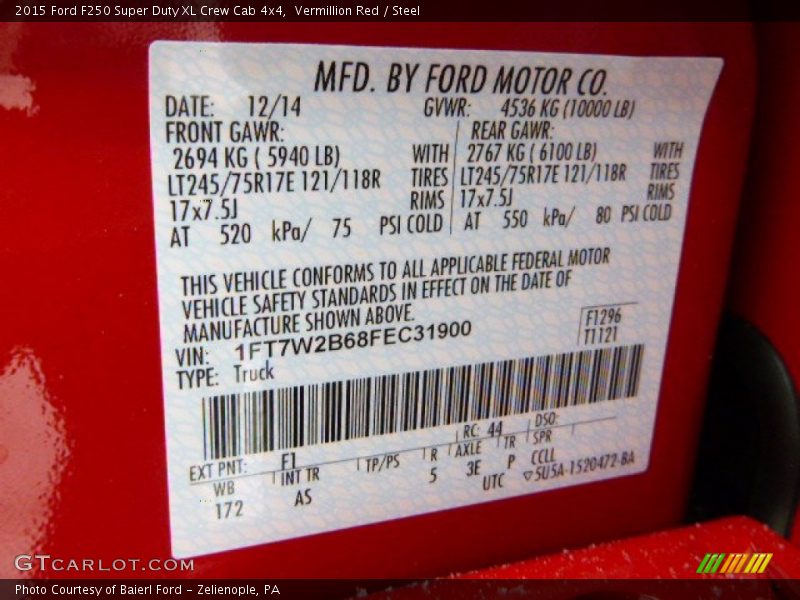 2015 Ford F250 Super Duty XL Crew Cab 4x4,  Vermillion Red / Steel
MFD. BY FORD MOTOR CO.
DATE: 12/14 GVWR: 4536 KG (10000 LB)
FRONT GAWR: REAR GAWR:
2694 KG ( 5940 LB) WITH 2767 KG ( 6100 LB) WITH
LT245/75R17E 121/118R TIRES LT245/75R17E 121/118R TIRES
17x7.5J RIMS 17x7.5J RIMS
AT 520 kPa/ 75 PSI COLD AT 550 kPa/ 80 PSI COLD
THIS VEHICLE CONFORMS TO ALL APPLICABLE FEDERAL MOTOR
VEHICLE SAFETY STANDARDS IN EFFECT ON THE DATE OF
MANUFACTURE SHOWN ABOVE.
VIN: 1FT7W2B68FEC31900 F1296
TYPE: Truck T1121
EXT PNT: F1 RC: 44 DSO:
WB INT TR TP/PS R AXLE TR SPR
172 AS 5 3E P CCLL
UTC ▽5U5A-1520472-BA
GTCARLOT.COM
Photo Courtesy of Baierl Ford - Zelienople, PA